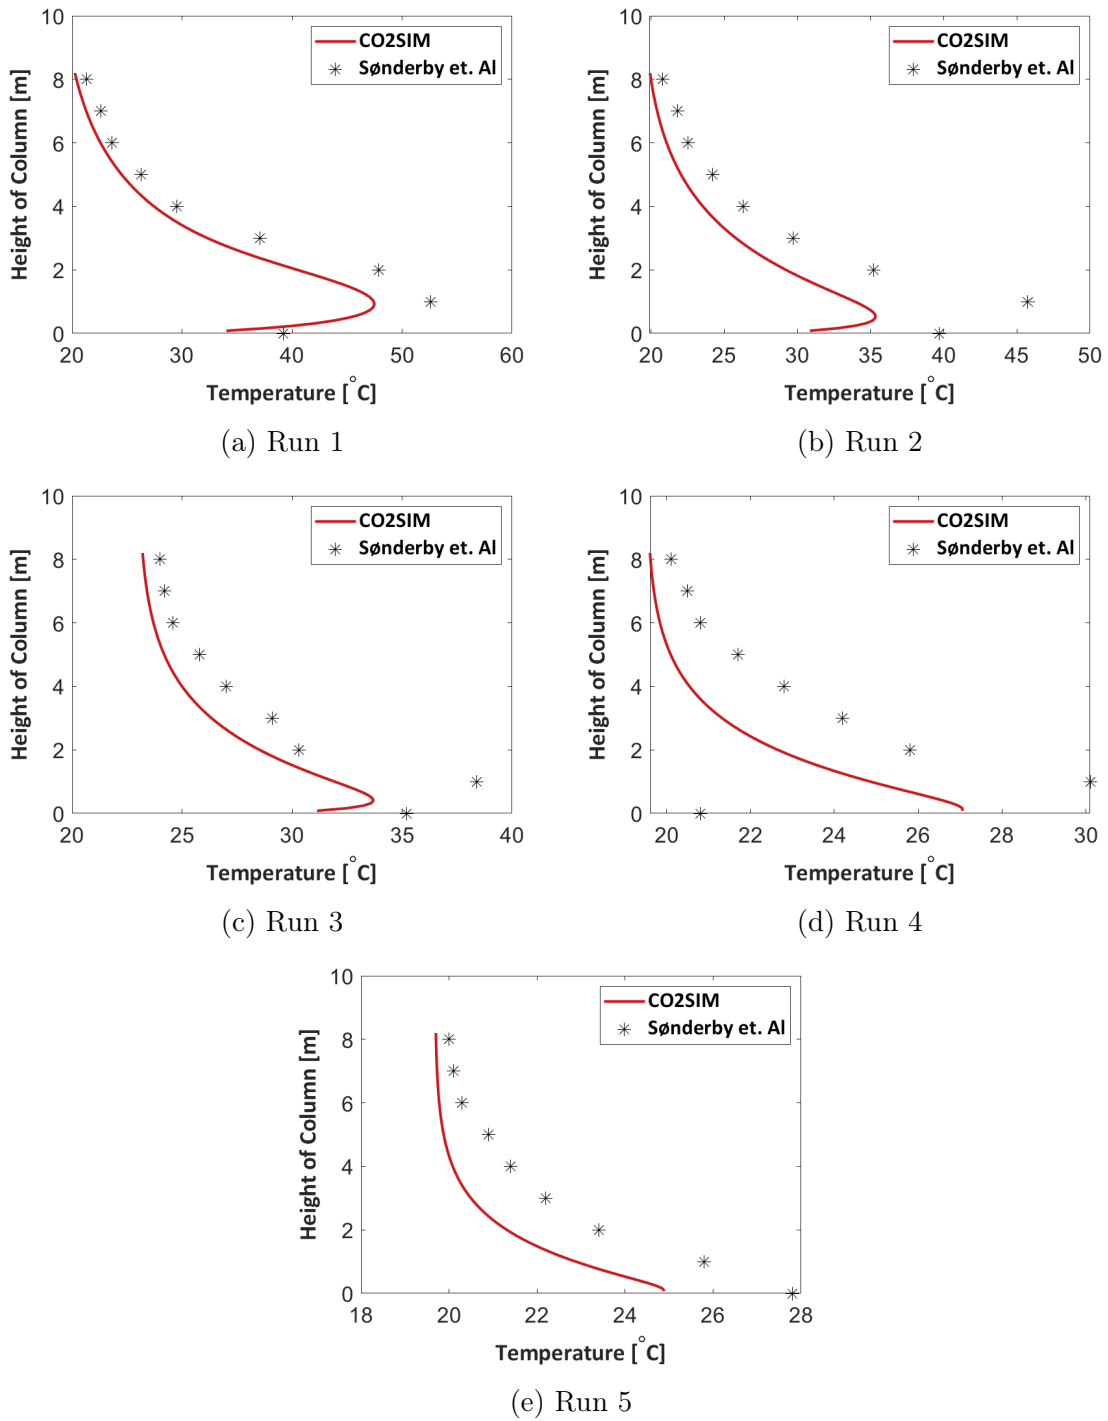 10
8
6
4
2
0
Height of Column [m]
CO2SIM
Sønderby et. Al
20 30 40 50 60
Temperature [°C]
(a) Run 1
10
8
6
4
2
0
Height of Column [m]
CO2SIM
Sønderby et. Al
20 25 30 35 40 45 50
Temperature [°C]
(b) Run 2
10
8
6
4
2
0
Height of Column [m]
CO2SIM
Sønderby et. Al
20 25 30 35 40
Temperature [°C]
(c) Run 3
10
8
6
4
2
0
Height of Column [m]
CO2SIM
Sønderby et. Al
20 22 24 26 28 30
Temperature [°C]
(d) Run 4
10
8
6
4
2
0
Height of Column [m]
CO2SIM
Sønderby et. Al
18 20 22 24 26 28
Temperature [°C]
(e) Run 5